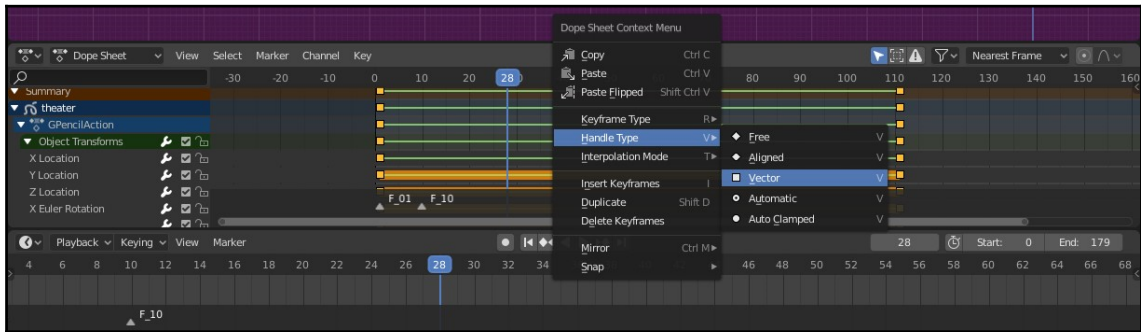 Dope Sheet Context Menu
Dope Sheet View Select Marker Channel Key Nearest Frame
Copy Ctrl C
Paste Ctrl V
Paste Flipped Shift Ctrl V
Keyframe Type R
Handle Type V
Interpolation Mode T
Insert Keyframes I
Duplicate Shift D
Delete Keyframes
Mirror Ctrl M
Snap
Free V
Aligned V
Vector V
Automatic V
Auto Clamped V
-30 -20 -10 0 10 20 28 80 90 100 110 120 130 140 150 160
Summary
theater
GPencilAction
Object Transforms
X Location
Y Location
Z Location
X Euler Rotation
F_01 F_10
Playback Keying View Marker 28 Start: 0 End: 179
4 6 8 10 12 14 16 18 20 22 24 26 28 30 32 34 46 48 50 52 54 56 58 60 62 64 66 68
F_10